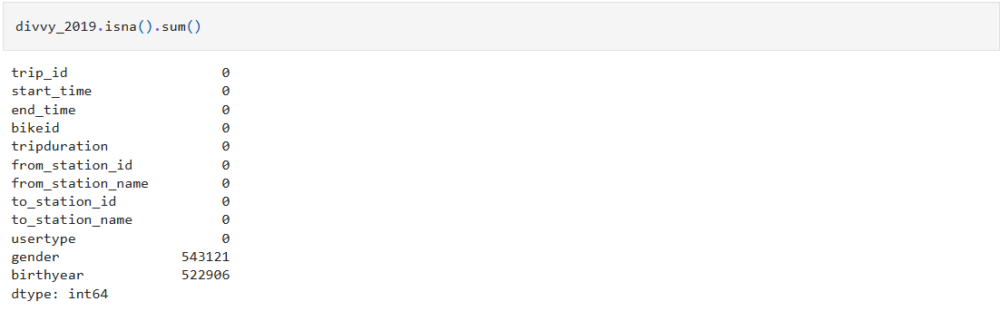 divvy_2019.isna().sum()
trip_id 0
start_time 0
end_time 0
bikeid 0
tripduration 0
from_station_id 0
from_station_name 0
to_station_id 0
to_station_name 0
usertype 0
gender 543121
birthyear 522906
dtype: int64